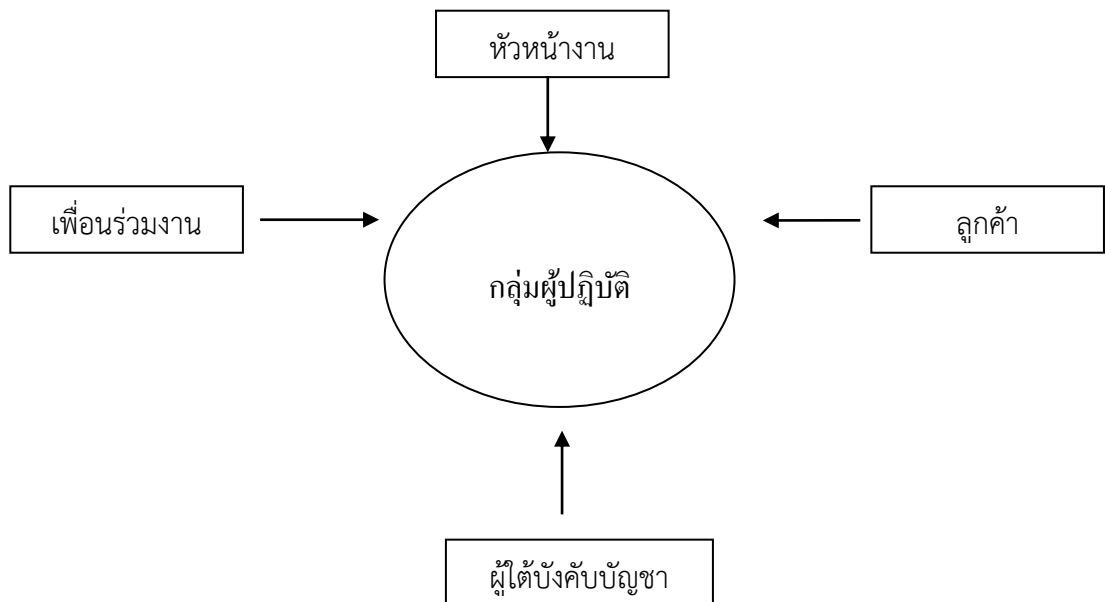 หัวหน้างาน
เพื่อนร่วมงาน
ลูกค้า
กลุ่มผู้ปฏิบัติ
ผู้ใต้บังคับบัญชา